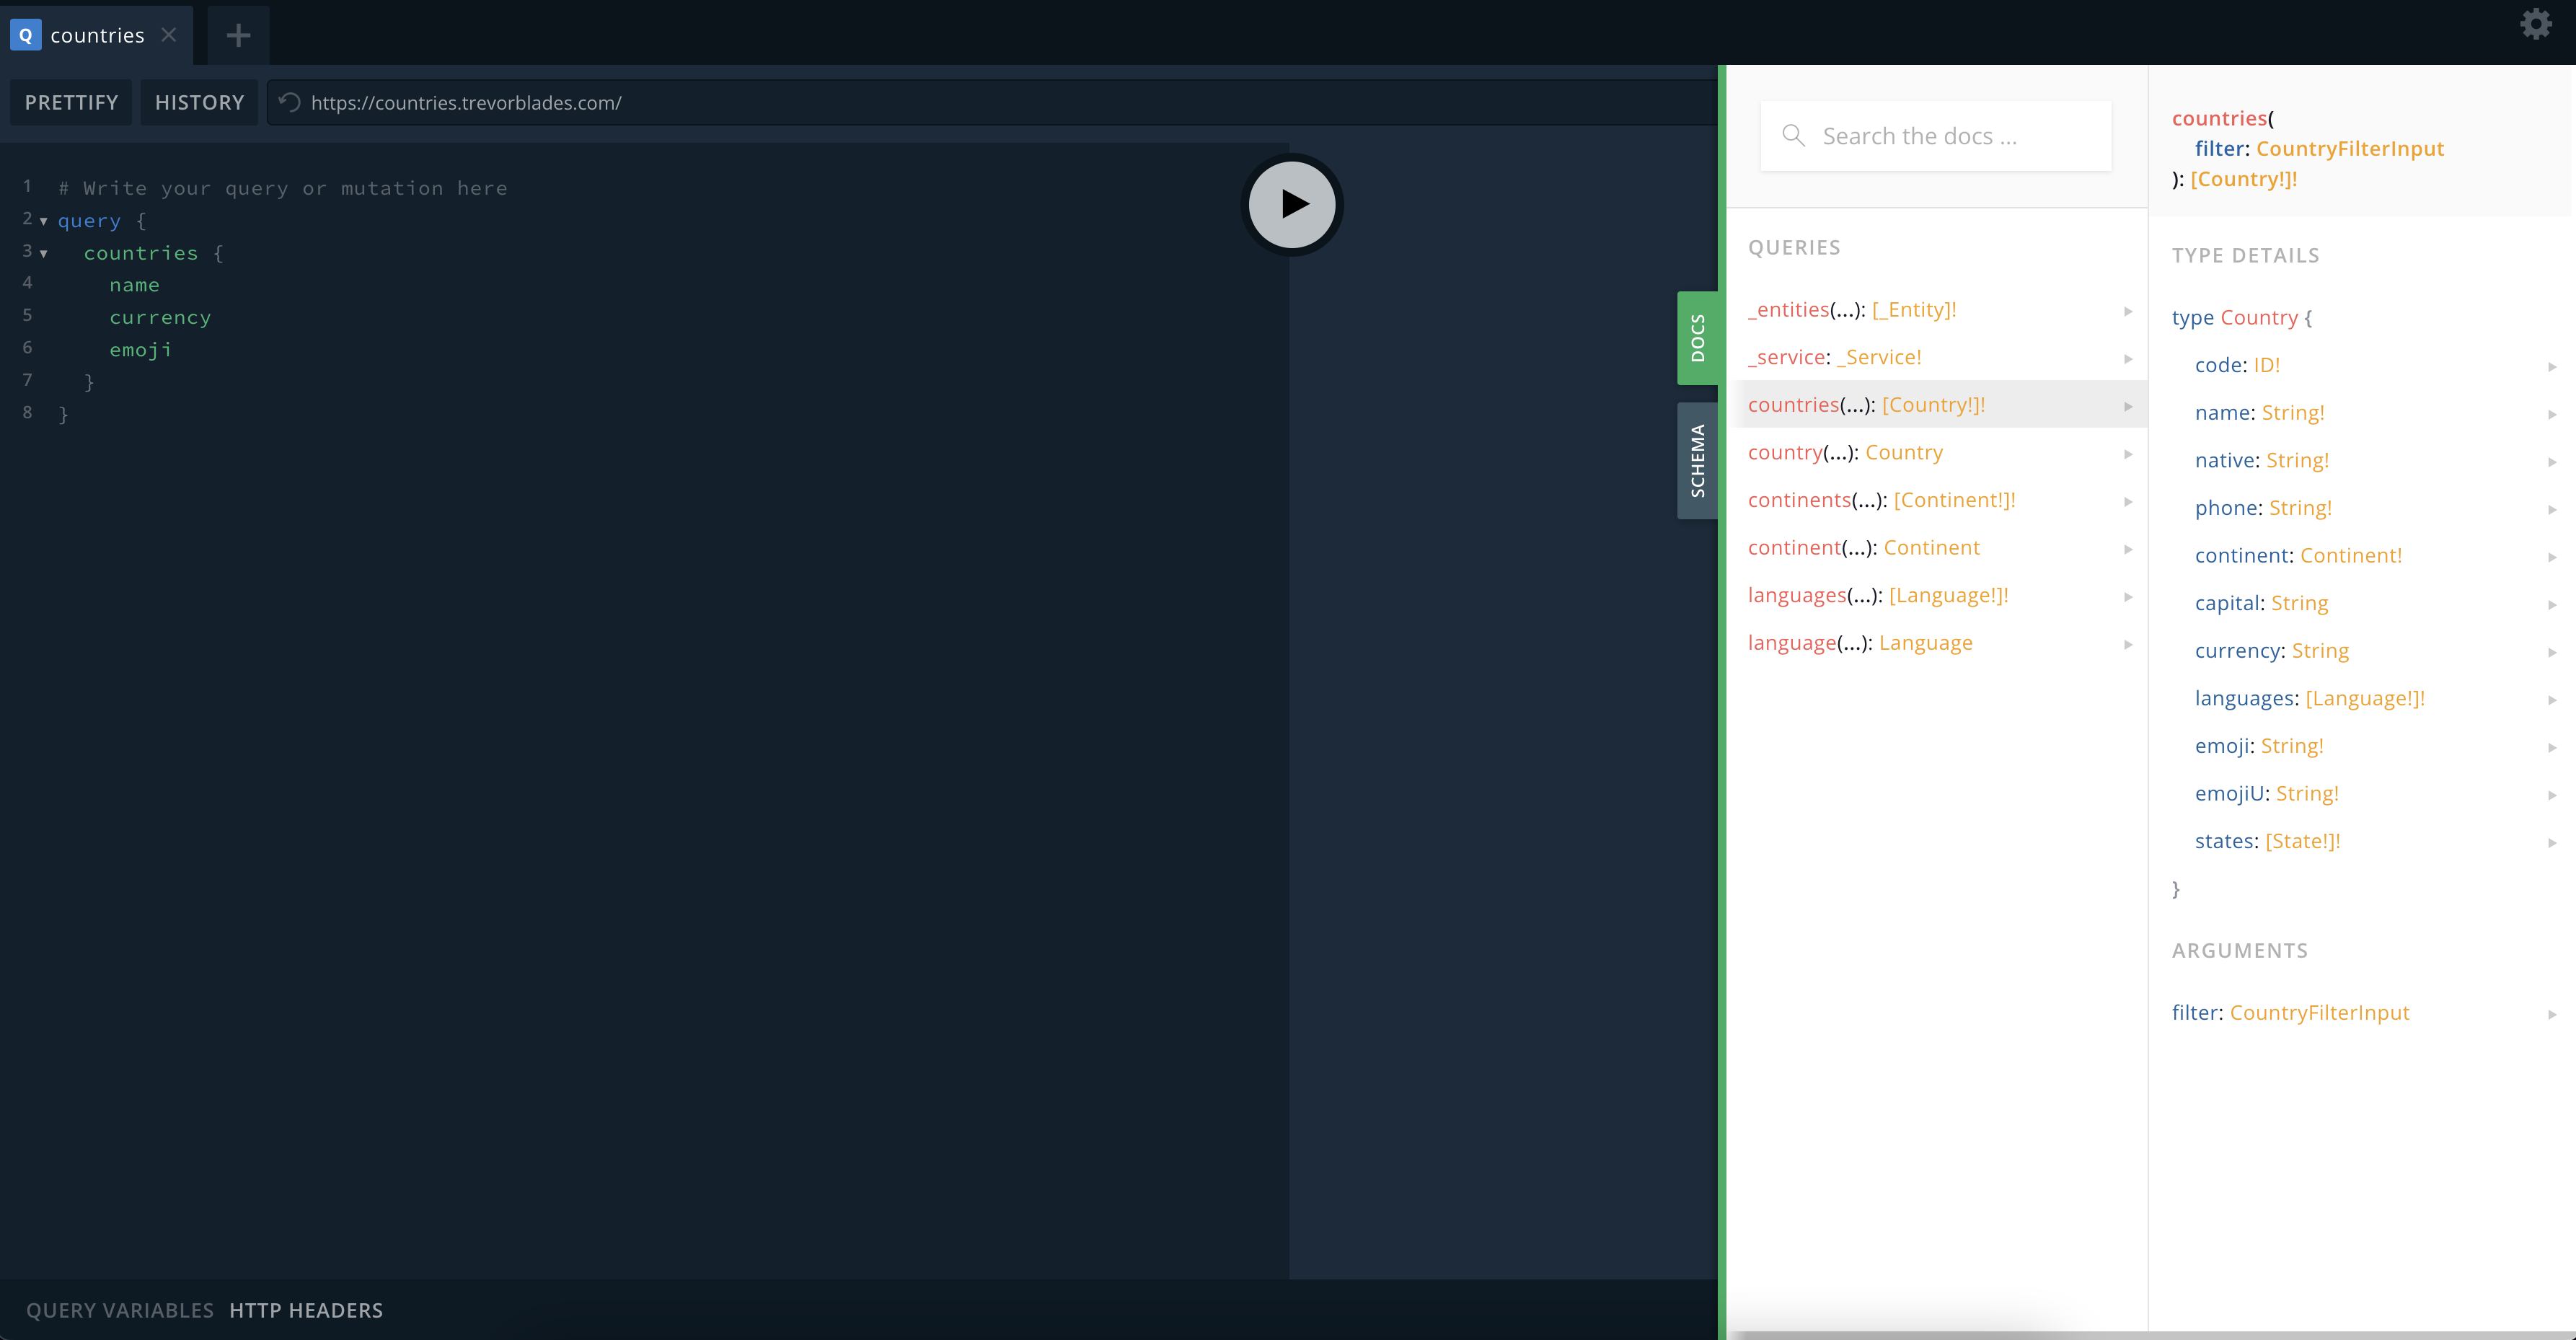 Q countries
PRETTIFY HISTORY https://countries.trevorblades.com/
1 # Write your query or mutation here
2 query {
3 countries {
4 name
5 currency
6 emoji
7 }
8 }
QUERY VARIABLES HTTP HEADERS
DOCS
SCHEMA
Search the docs ...
QUERIES
_entities(...): [_Entity]!
_service: _Service!
countries(...): [Country!]!
country(...): Country
continents(...): [Continent!]!
continent(...): Continent
languages(...): [Language!]!
language(...): Language
countries(
filter: CountryFilterInput
): [Country!]!
TYPE DETAILS
type Country {
code: ID!
name: String!
native: String!
phone: String!
continent: Continent!
capital: String
currency: String
languages: [Language!]!
emoji: String!
emojiU: String!
states: [State!]!
}
ARGUMENTS
filter: CountryFilterInput